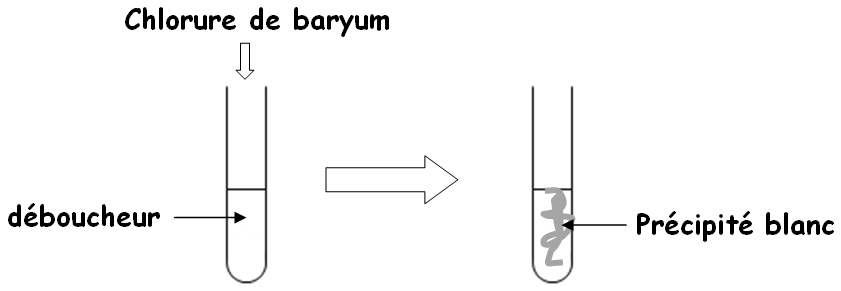 Chlorure de baryum
déboucheur
Précipité blanc